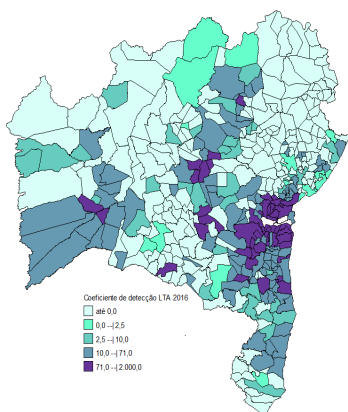 Coeficiente de detecção LTA 2016
até 0,0
0,0 --| 2,5
2,5 --| 10,0
10,0 --| 71,0
71,0 --| 2.000,0